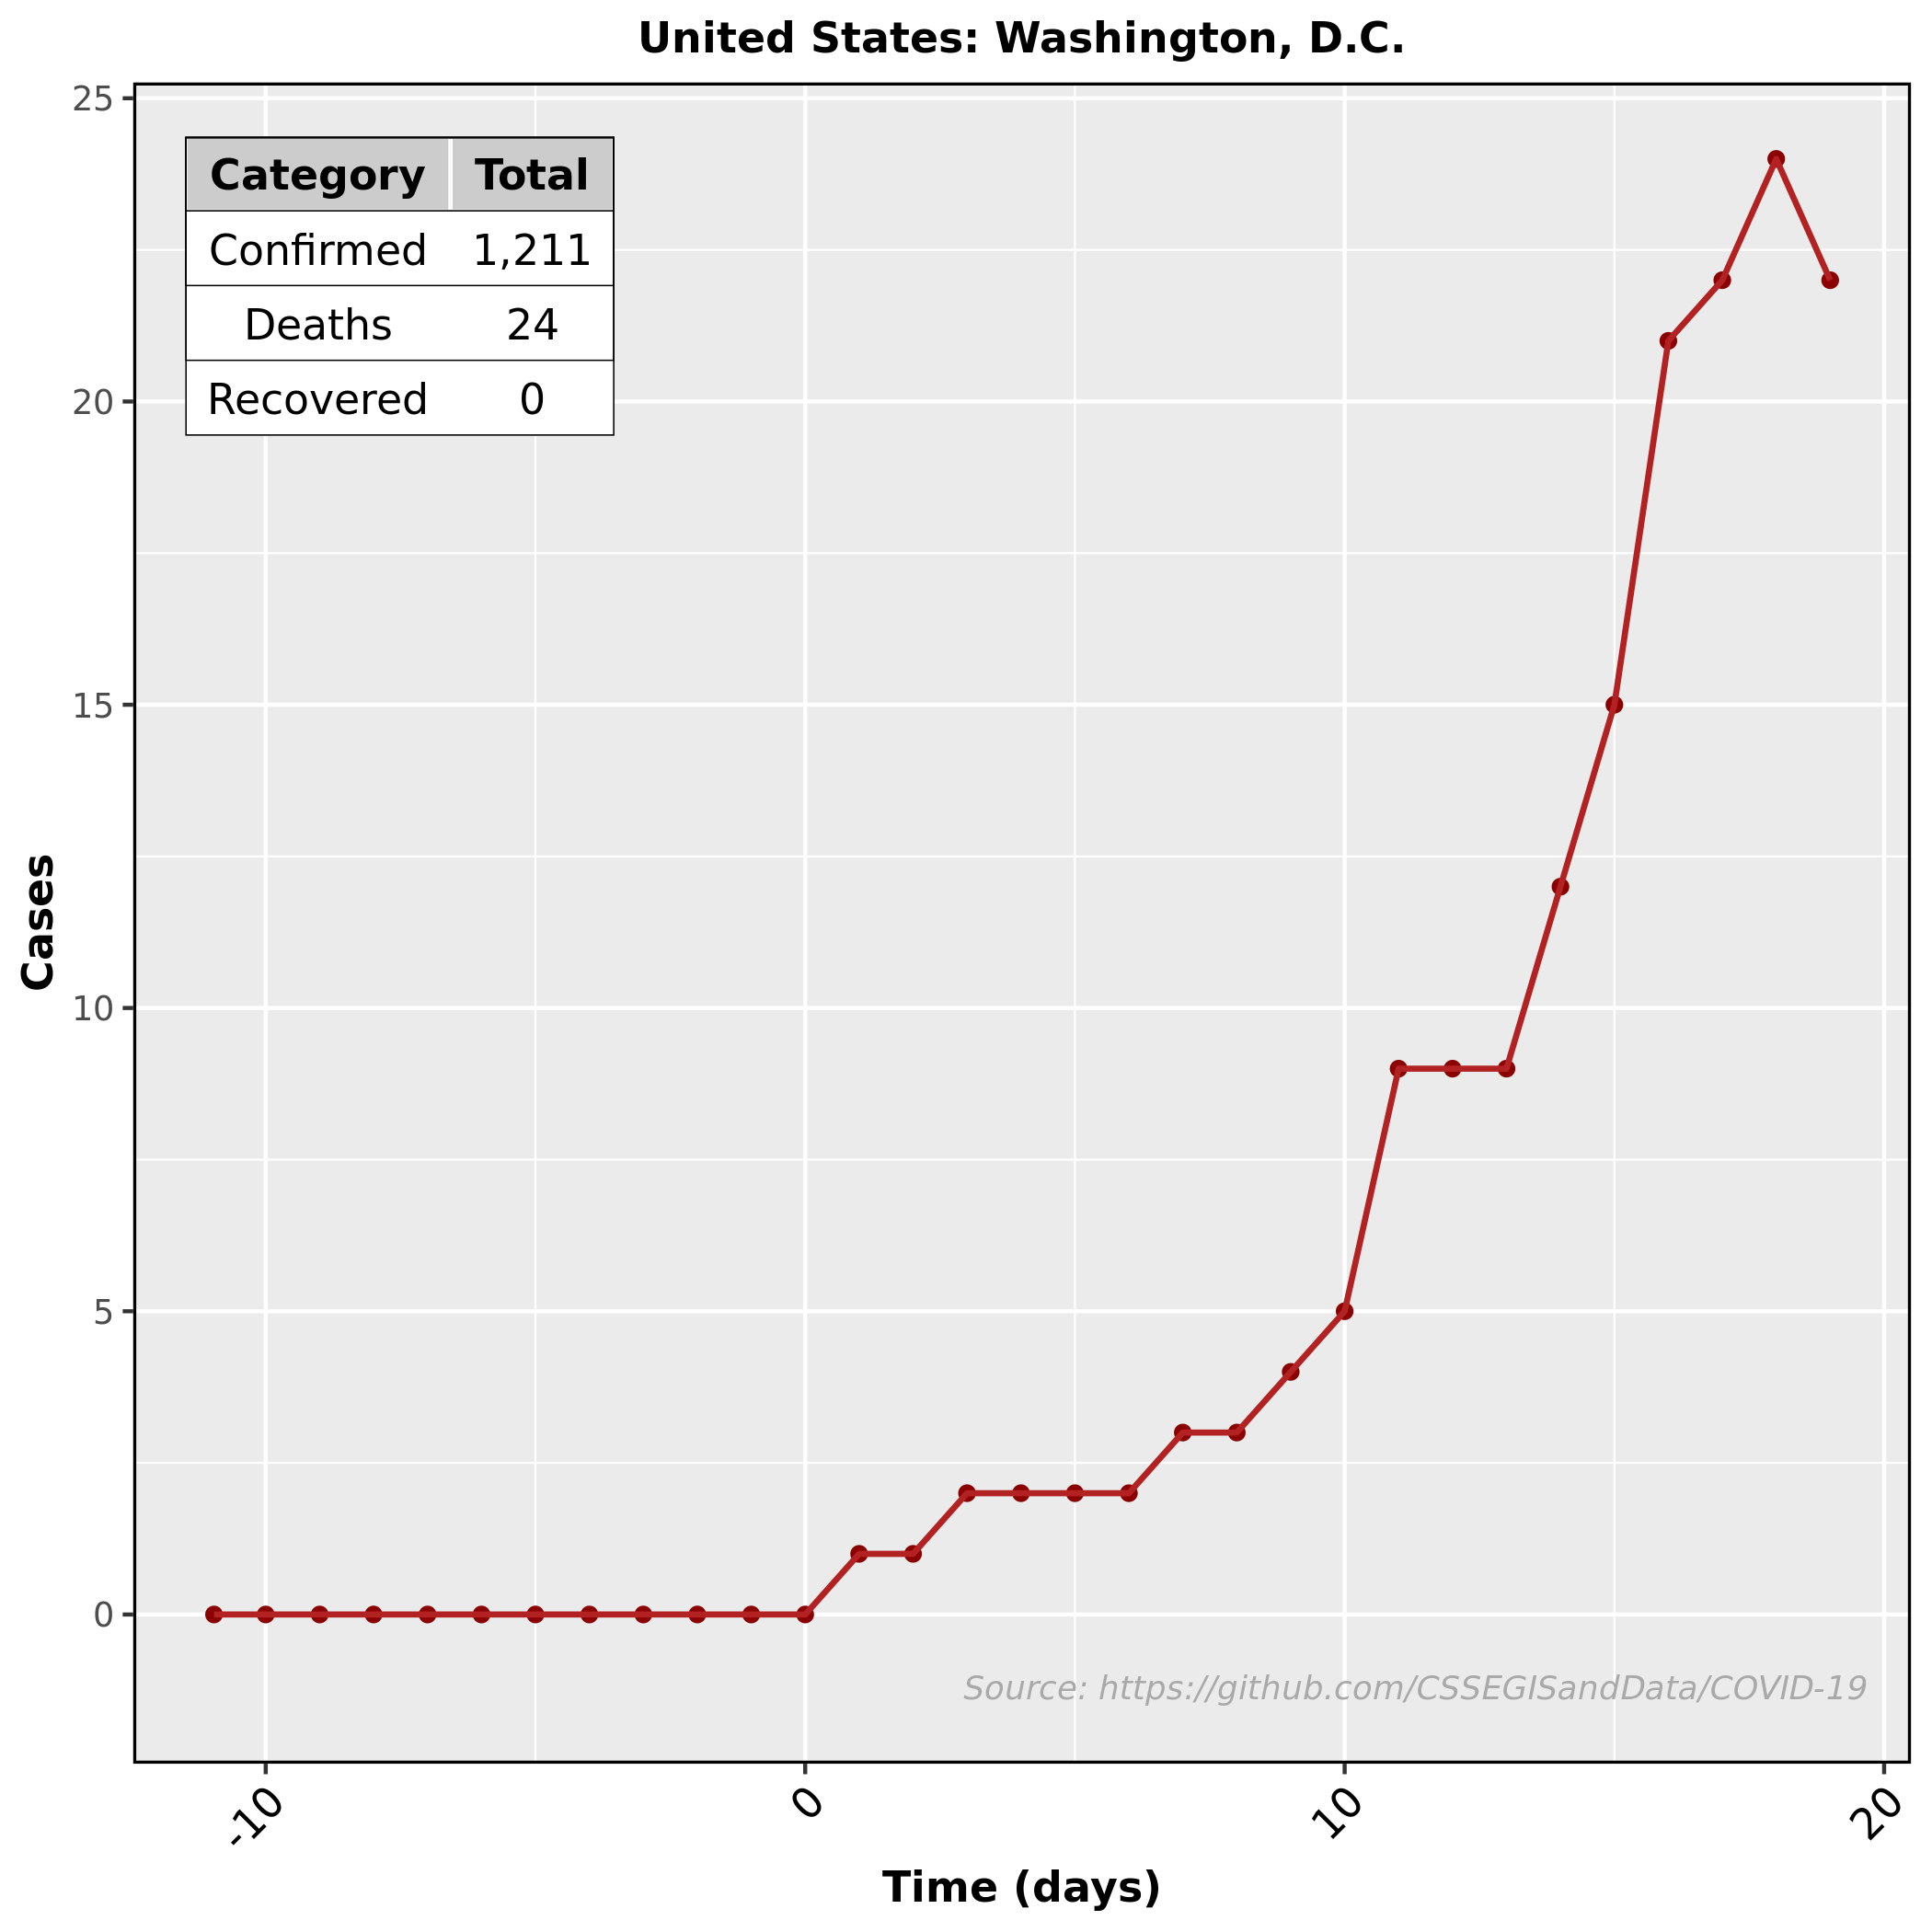 United States: Washington, D.C.
Category Total
Confirmed 1,211
Deaths 24
Recovered 0
25
20
15
10
5
0
Cases
Source: https://github.com/CSSEGISandData/COVID-19
-10 0 10 20
Time (days)